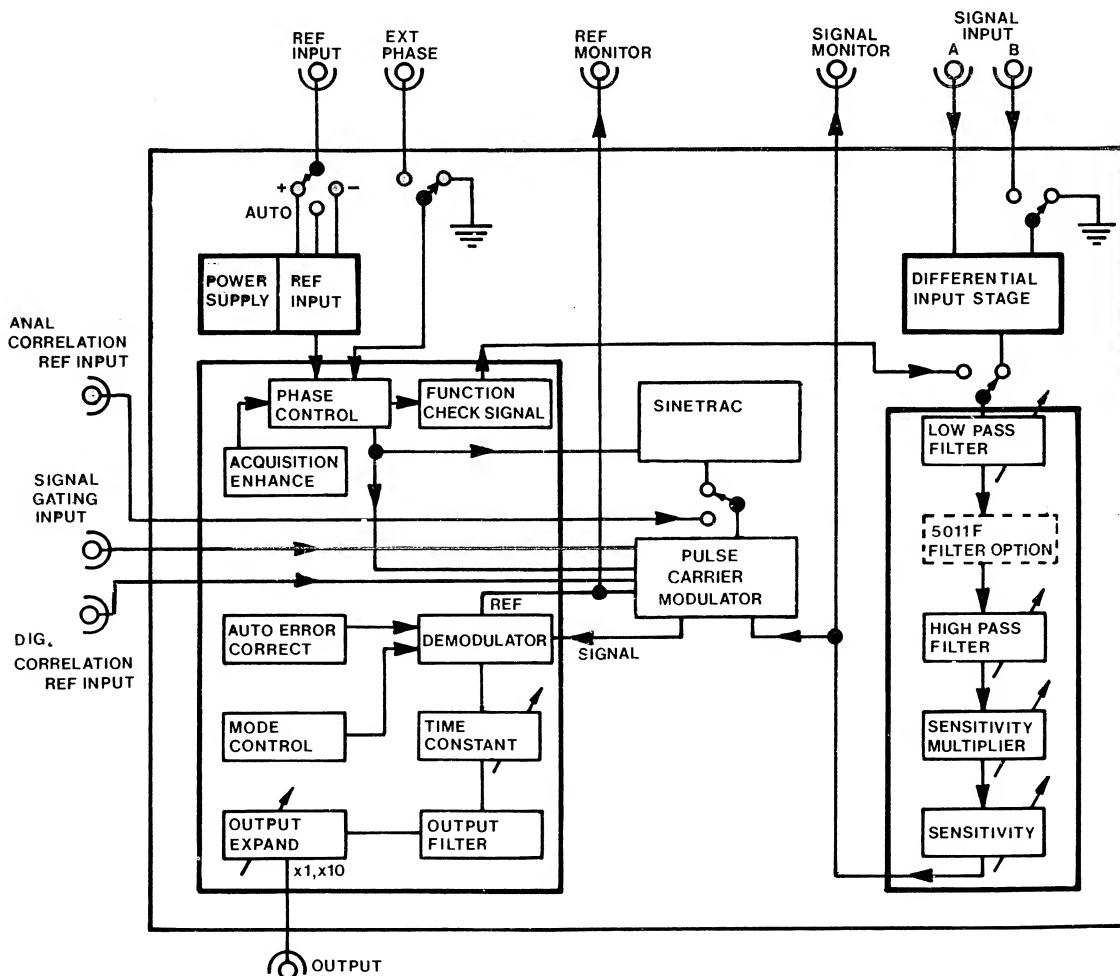 REF
INPUT
EXT
PHASE
REF
MONITOR
SIGNAL
MONITOR
SIGNAL
INPUT
A
B
+
-
AUTO
POWER
SUPPLY
REF
INPUT
DIFFERENTIAL
INPUT STAGE
ANAL
CORRELATION
REF INPUT
PHASE
CONTROL
FUNCTION
CHECK SIGNAL
SINETRAC
LOW PASS
FILTER
ACQUISITION
ENHANCE
SIGNAL
GATING
INPUT
5011F
FILTER OPTION
PULSE
CARRIER
MODULATOR
REF
AUTO ERROR
CORRECT
DEMODULATOR
SIGNAL
HIGH PASS
FILTER
DIG.
CORRELATION
REF INPUT
MODE
CONTROL
TIME
CONSTANT
SENSITIVITY
MULTIPLIER
OUTPUT
EXPAND
x1,x10
OUTPUT
FILTER
SENSITIVITY
OUTPUT